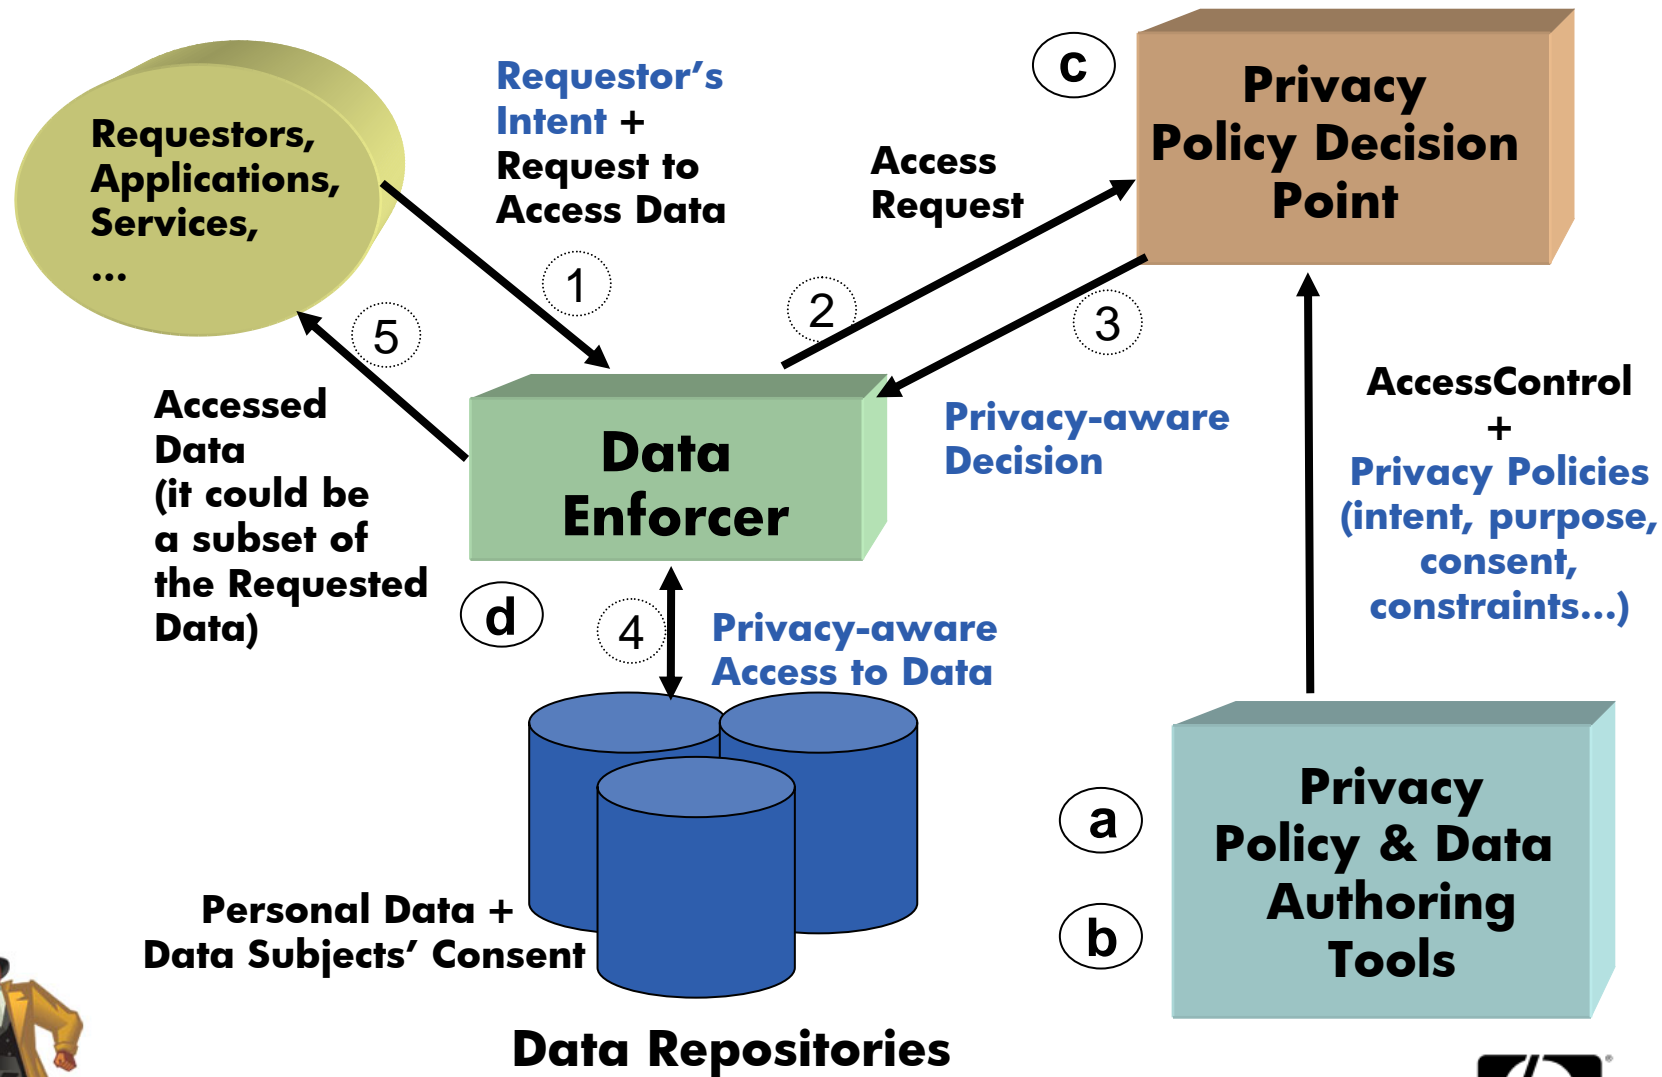 Requestors,
Applications,
Services,
...
Requestor's
Intent +
Request to
Access Data
1
5
Accessed
Data
(it could be
a subset of
the Requested
Data)
Access
Request
2
c
Privacy
Policy Decision
Point
3
Privacy-aware
Decision
Data
Enforcer
d
4
Privacy-aware
Access to Data
AccessControl
+
Privacy Policies
(intent, purpose,
consent,
constraints...)
a
b
Privacy
Policy & Data
Authoring
Tools
Personal Data +
Data Subjects' Consent
Data Repositories